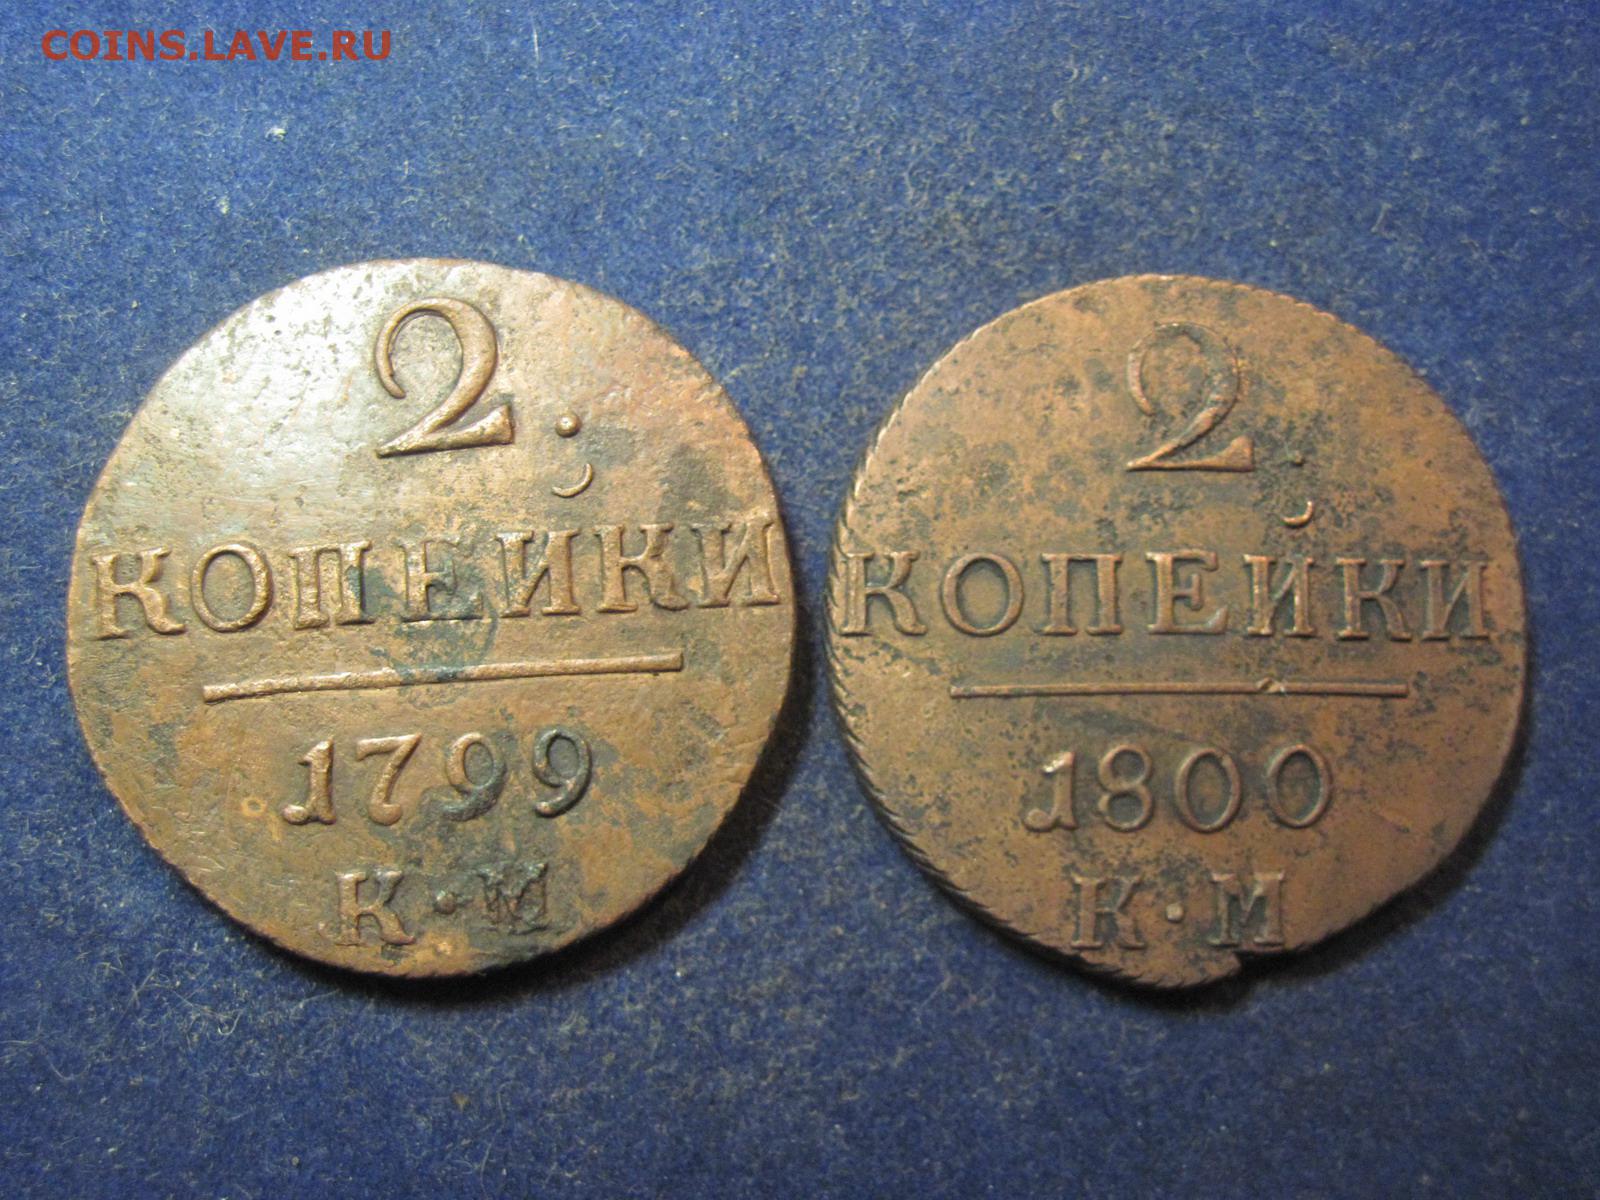 COINS.LAVE.RU
2.
КОПЕЙКИ
1799
К·М
2.
КОПЕЙКИ
1800
К·М